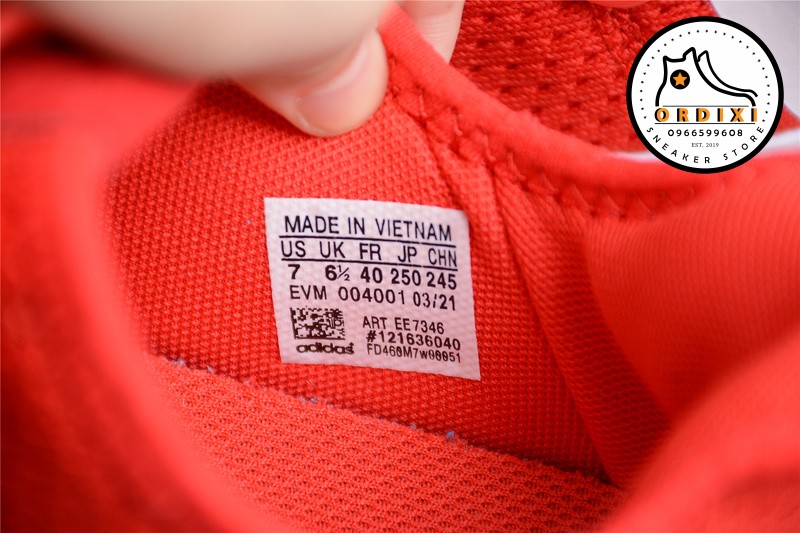 MADE IN VIETNAM
US UK FR JP CHN
7 6½ 40 250 245
EVM 004001 03/21
ART EE7346
#121636040
adidas
FD460M7w90051
ORDIXI
0966599608
EST. 2019
SNEAKER STORE